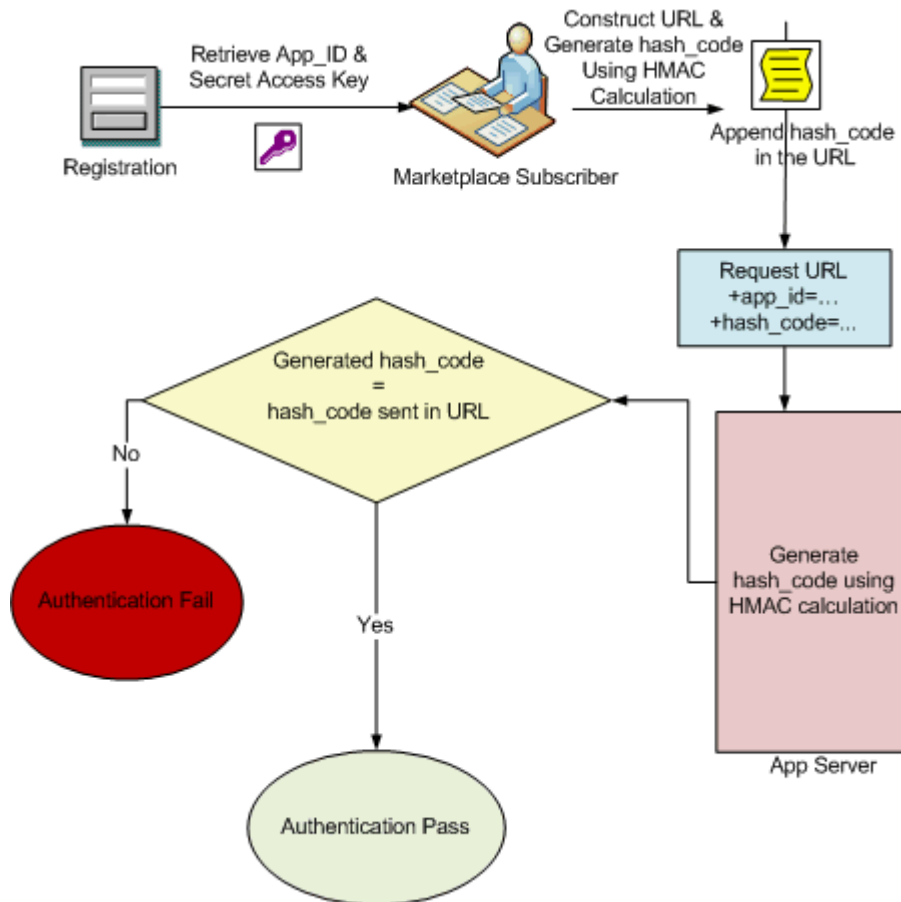 Retrieve App_ID &
Secret Access Key
Registration
Construct URL &
Generate hash_code
Using HMAC
Calculation
Marketplace Subscriber
Append hash_code
in the URL
Request URL
+app_id=...
+hash_code=...
Generated hash_code
=
hash_code sent in URL
No
Authentication Fail
Yes
Authentication Pass
Generate
hash_code using
HMAC calculation
App Server